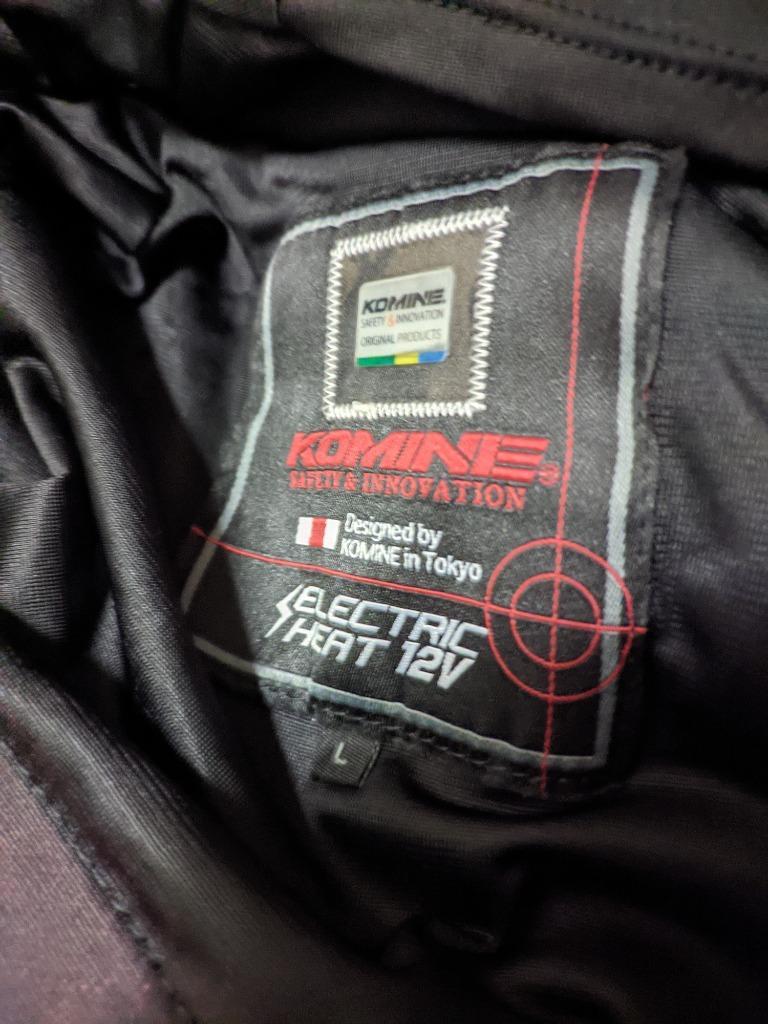 KOMINE
SAFETY & INNOVATION
ORIGINAL PRODUCTS
KOMINE®
SAFETY & INNOVATION
Designed by
KOMINE in Tokyo
ELECTRIC
HEAT 12V
L